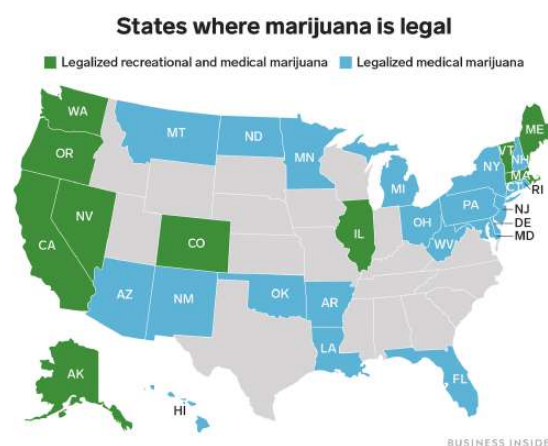 States where marijuana is legal
Legalized recreational and medical marijuana Legalized medical marijuana
WA
MT
ND
MN
OR
ME
VT
NH
NY
MA
CT
RI
MI
NV
CA
CO
IL
OH
PA
NJ
DE
MD
WV
AZ
NM
OK
AR
LA
AK
HI
FL
BUSINESS INSIDE